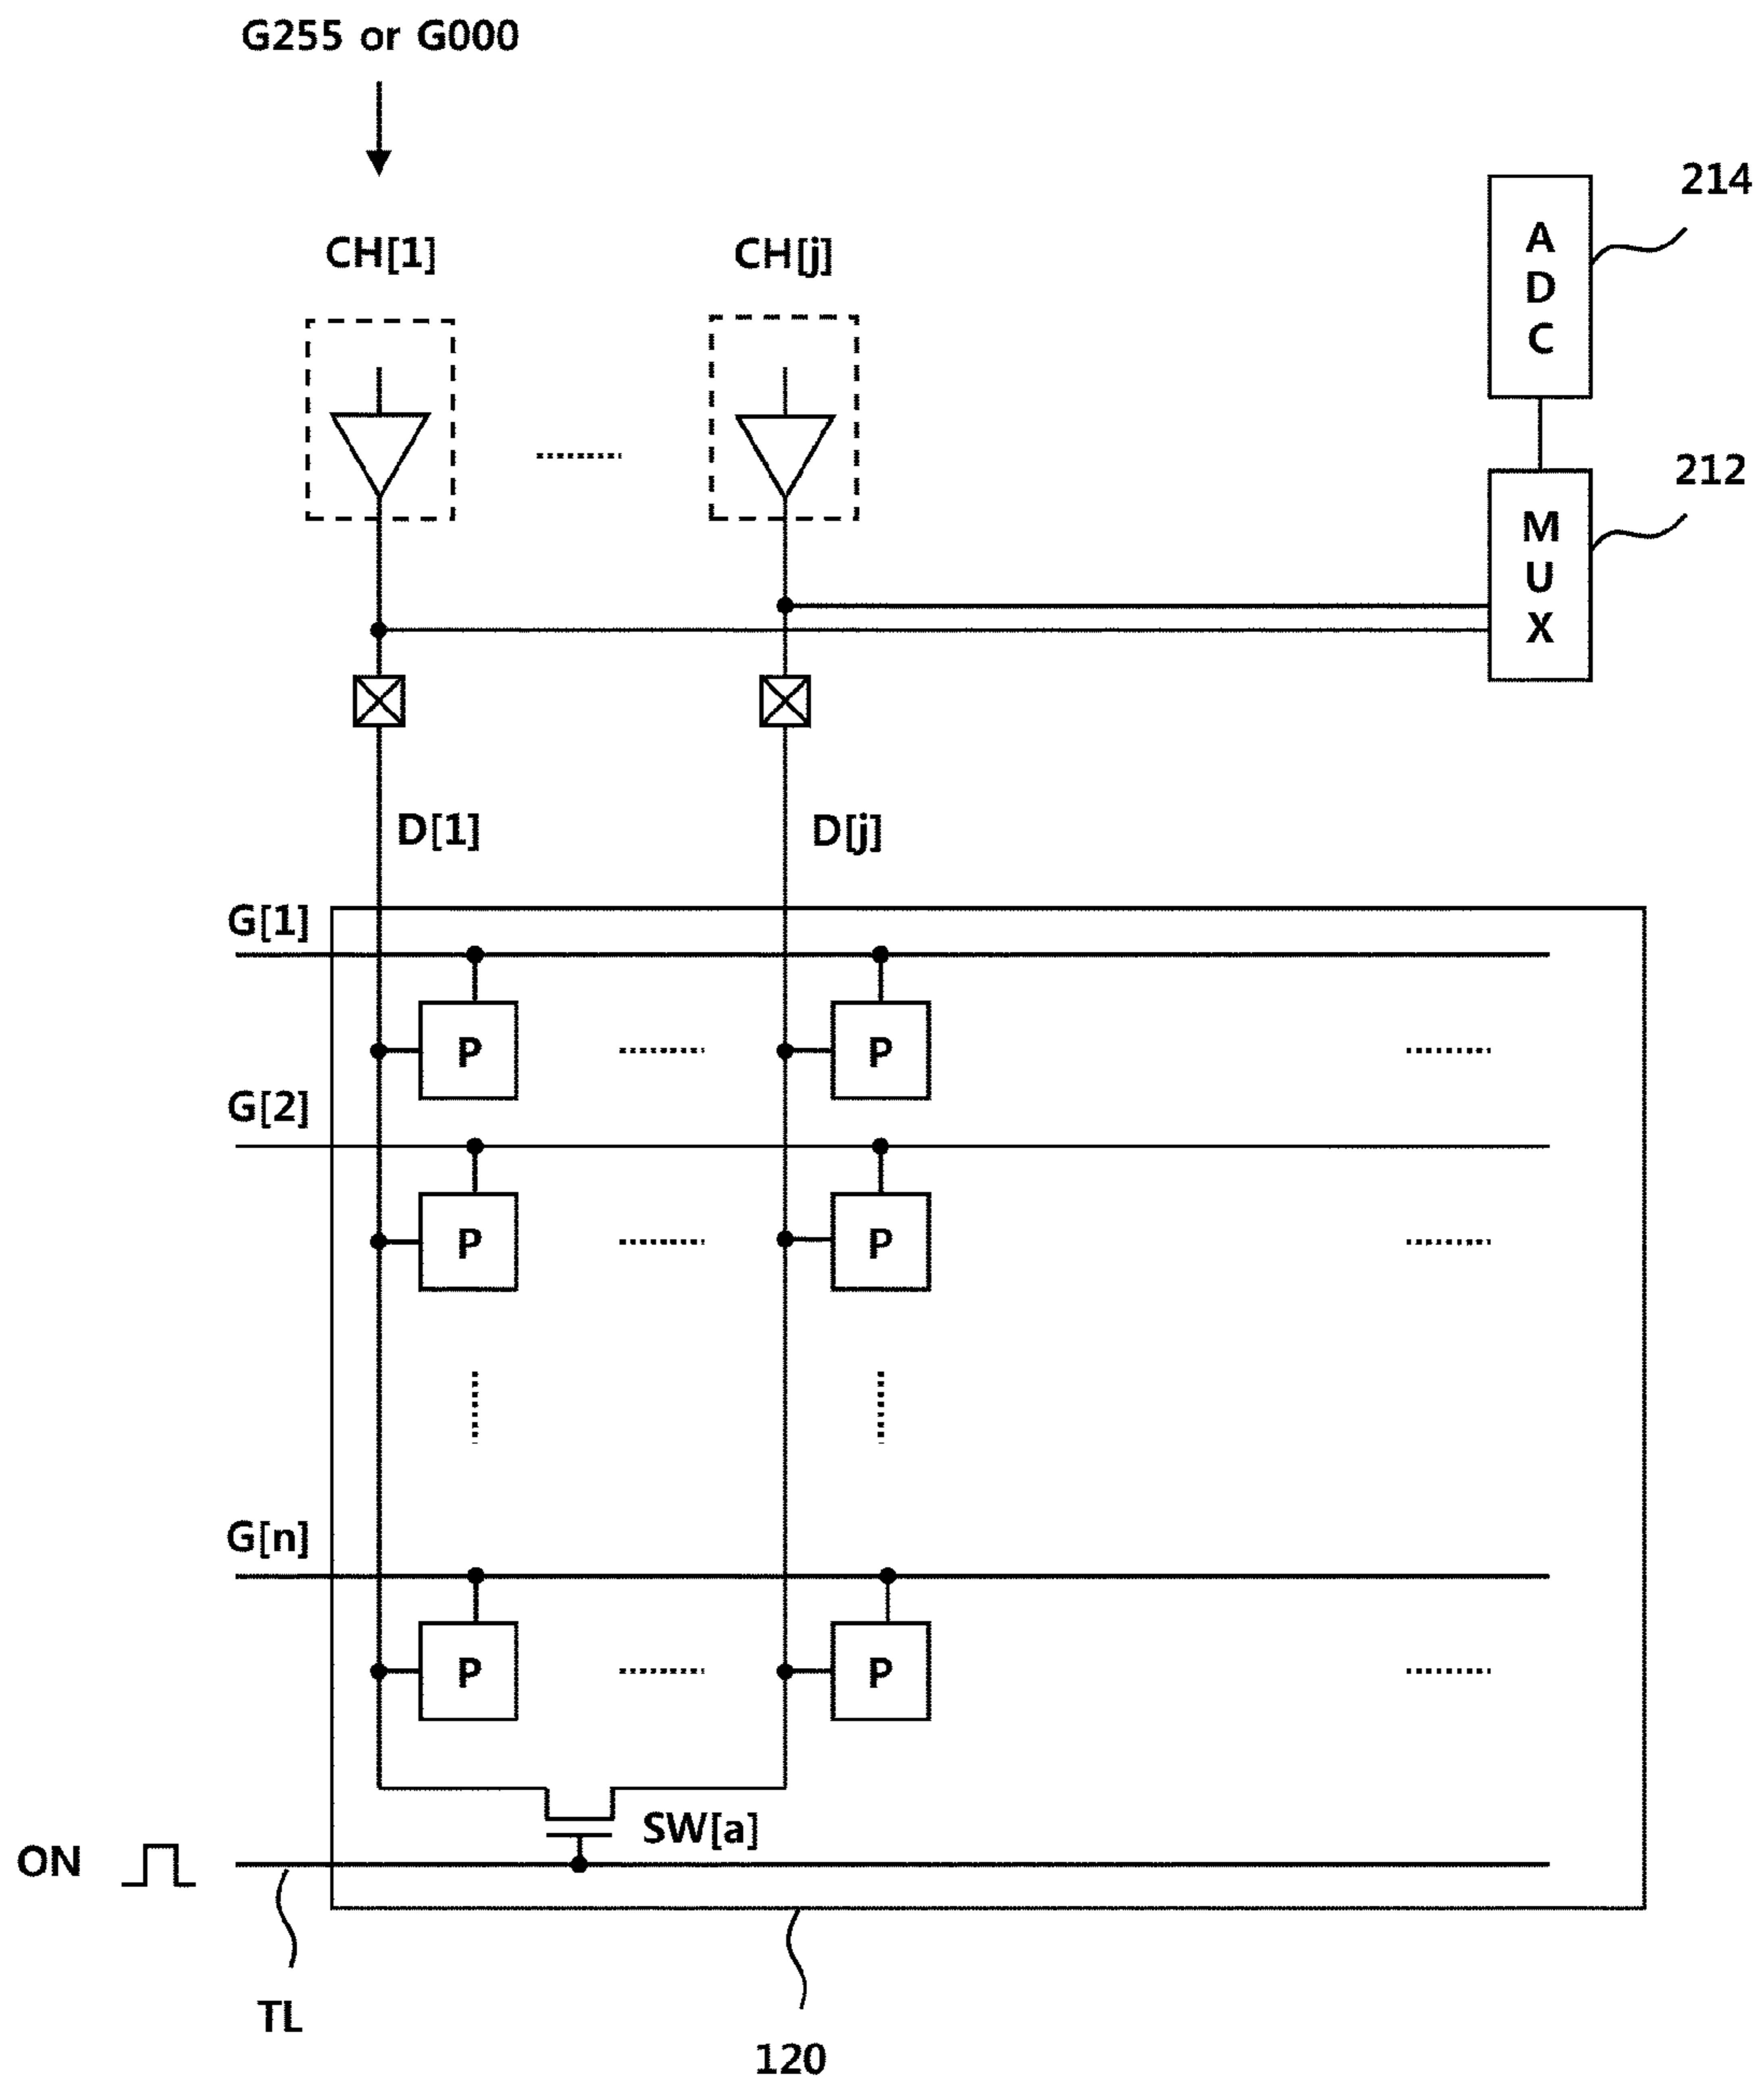 G255 or G000
214
CH[1] CH[j]
A
D
C
212
M
U
X
D[1] D[j]
G[1]
P P
G[2]
P P
G[n]
P P
SW[a]
ON
TL
120